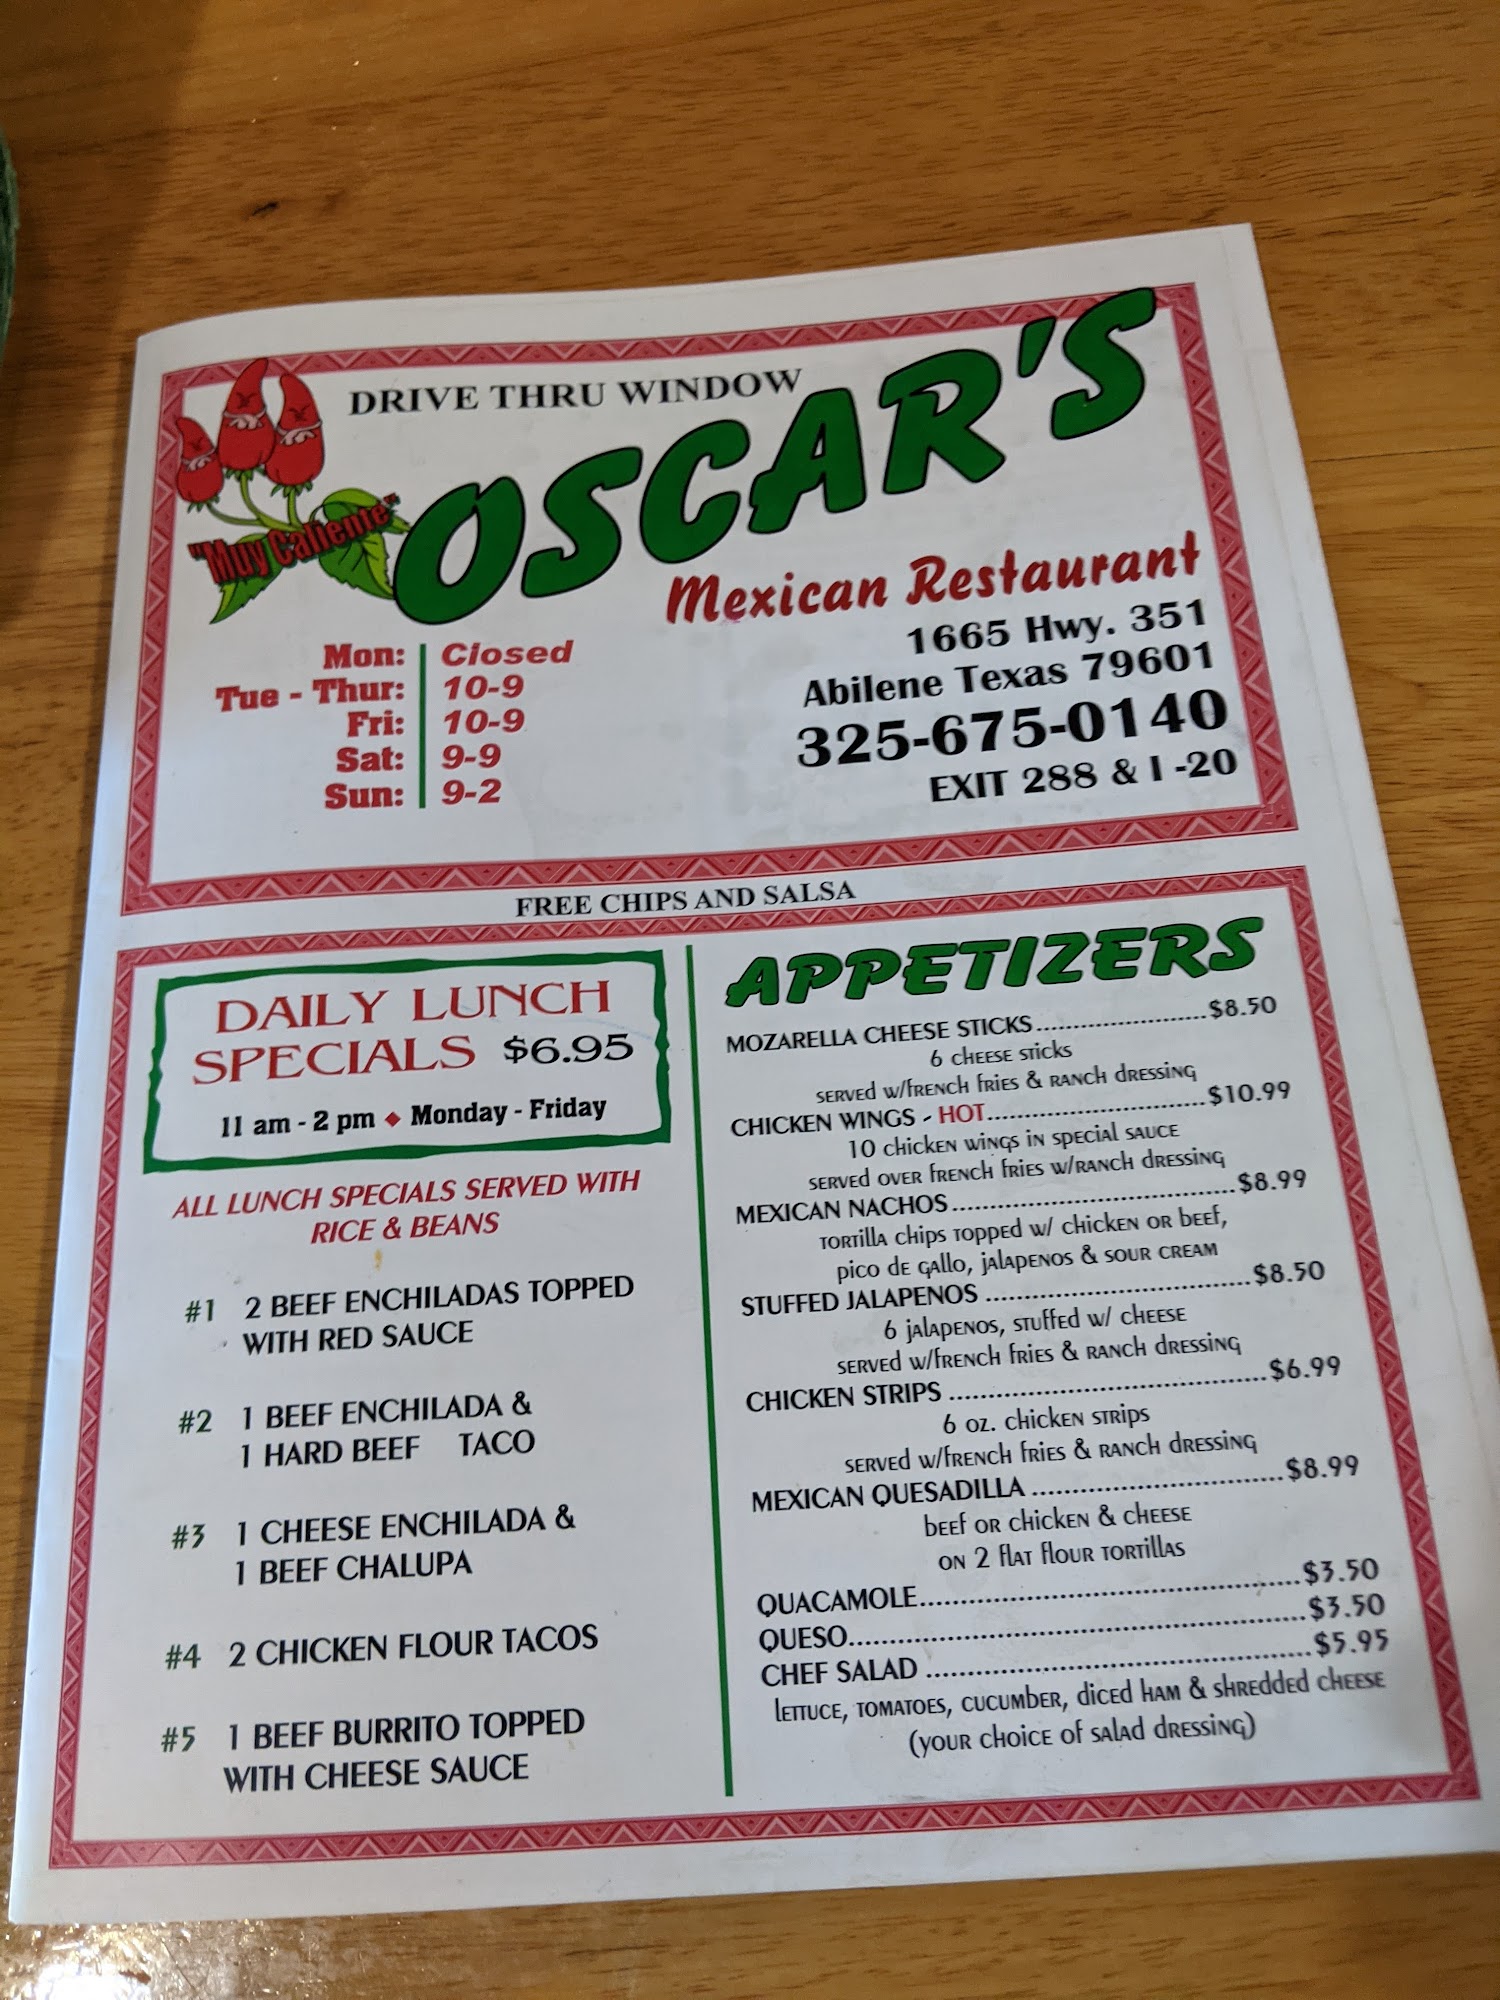 DRIVE THRU WINDOW
OSCAR'S
"Muy Caliente"
Mexican Restaurant
1665 Hwy. 351
Abilene Texas 79601
325-675-0140
EXIT 288 & I -20
Mon: Closed
Tue - Thur: 10-9
Fri: 10-9
Sat: 9-9
Sun: 9-2
FREE CHIPS AND SALSA
DAILY LUNCH
SPECIALS $6.95
11 am - 2 pm ◆ Monday - Friday
ALL LUNCH SPECIALS SERVED WITH
RICE & BEANS
#1 2 BEEF ENCHILADAS TOPPED
WITH RED SAUCE
#2 1 BEEF ENCHILADA &
1 HARD BEEF TACO
#3 1 CHEESE ENCHILADA &
1 BEEF CHALUPA
#4 2 CHICKEN FLOUR TACOS
#5 1 BEEF BURRITO TOPPED
WITH CHEESE SAUCE
APPETIZERS
MOZARELLA CHEESE STICKS........................$8.50
6 cheese sticks
served w/french fries & ranch dressing
CHICKEN WINGS - HOT..............................$10.99
10 chicken wings in special sauce
served over french fries w/ranch dressing
MEXICAN NACHOS.......................................$8.99
tortilla chips topped w/ chicken or beef,
pico de gallo, jalapenos & sour cream
STUFFED JALAPENOS ....................................$8.50
6 jalapenos, stuffed w/ cheese
served w/french fries & ranch dressing
CHICKEN STRIPS ..........................................$6.99
6 oz. chicken strips
served w/french fries & ranch dressing
MEXICAN QUESADILLA .................................$8.99
beef or chicken & cheese
on 2 flat flour tortillas
QUACAMOLE..................................................$3.50
QUESO............................................................$3.50
CHEF SALAD ..................................................$5.95
lettuce, tomatoes, cucumber, diced ham & shredded cheese
(your choice of salad dressing)